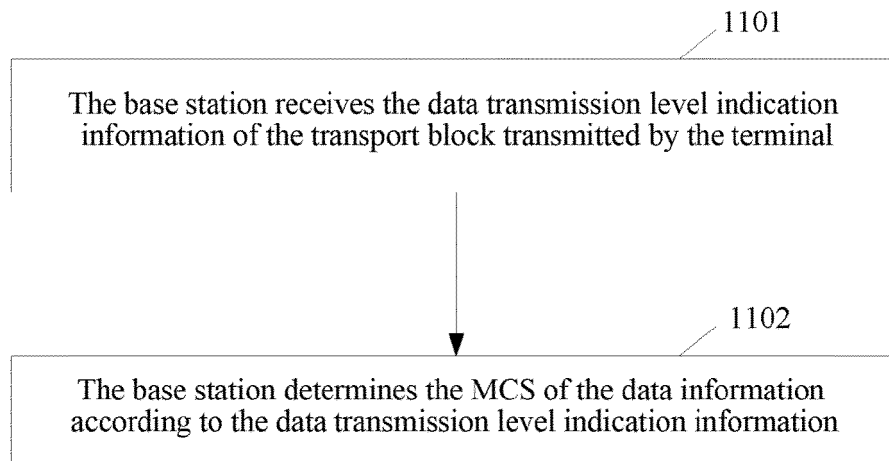 1101
The base station receives the data transmission level indication
information of the transport block transmitted by the terminal
1102
The base station determines the MCS of the data information
according to the data transmission level indication information